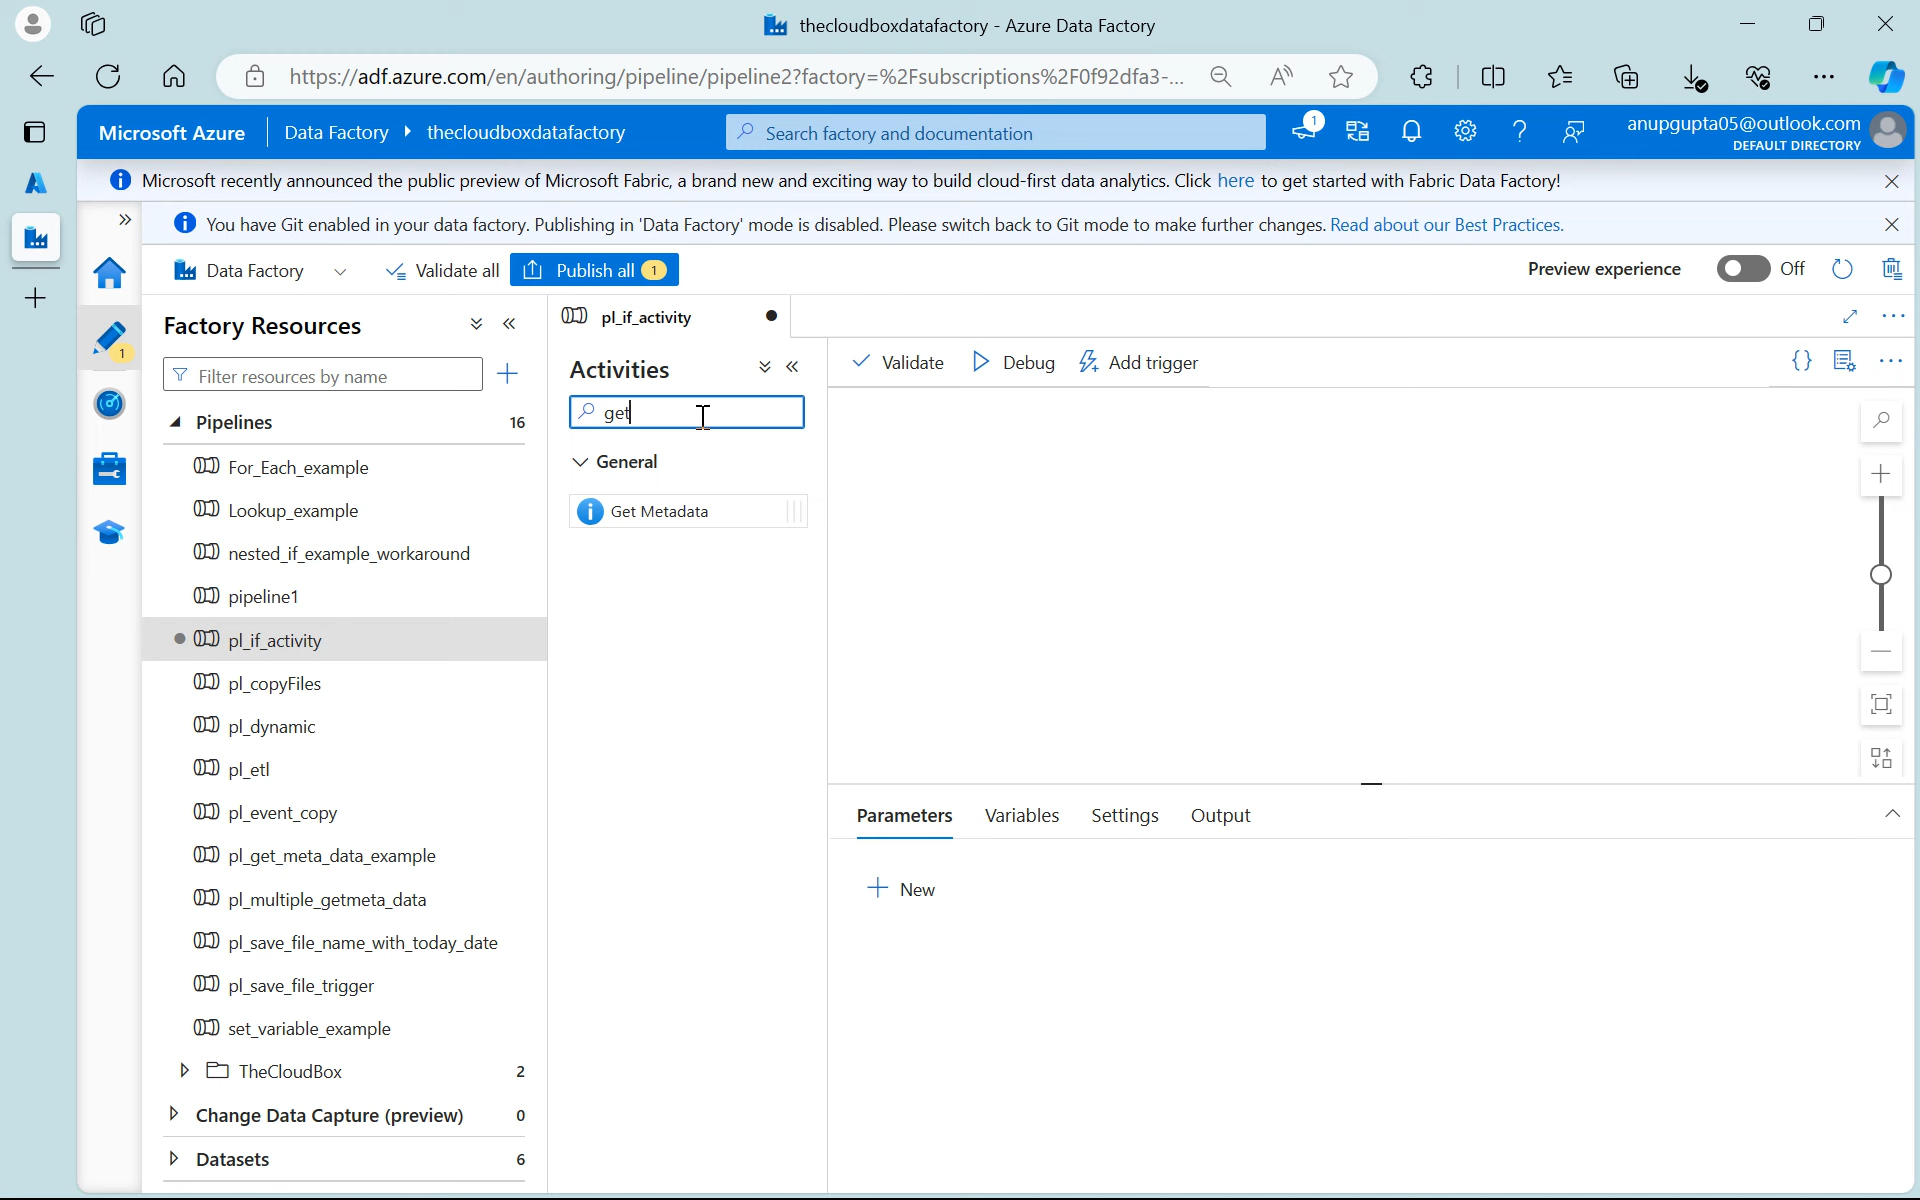 thecloudboxdatafactory - Azure Data Factory
https://adf.azure.com/en/authoring/pipeline/pipeline2?factory=%2Fsubscriptions%2F0f92dfa3-...
Microsoft Azure
Data Factory
thecloudboxdatafactory
Search factory and documentation
1
anupgupta05@outlook.com
DEFAULT DIRECTORY
Microsoft recently announced the public preview of Microsoft Fabric, a brand new and exciting way to build cloud-first data analytics. Click here to get started with Fabric Data Factory!
You have Git enabled in your data factory. Publishing in 'Data Factory' mode is disabled. Please switch back to Git mode to make further changes. Read about our Best Practices.
Data Factory
Validate all
Publish all 1
Preview experience
Off
1
Factory Resources
Filter resources by name
Pipelines 16
For_Each_example
Lookup_example
nested_if_example_workaround
pipeline1
pl_if_activity
pl_copyFiles
pl_dynamic
pl_etl
pl_event_copy
pl_get_meta_data_example
pl_multiple_getmeta_data
pl_save_file_name_with_today_date
pl_save_file_trigger
set_variable_example
TheCloudBox 2
Change Data Capture (preview) 0
Datasets 6
pl_if_activity
Activities
get
General
Get Metadata
Validate
Debug
Add trigger
Parameters
Variables
Settings
Output
New